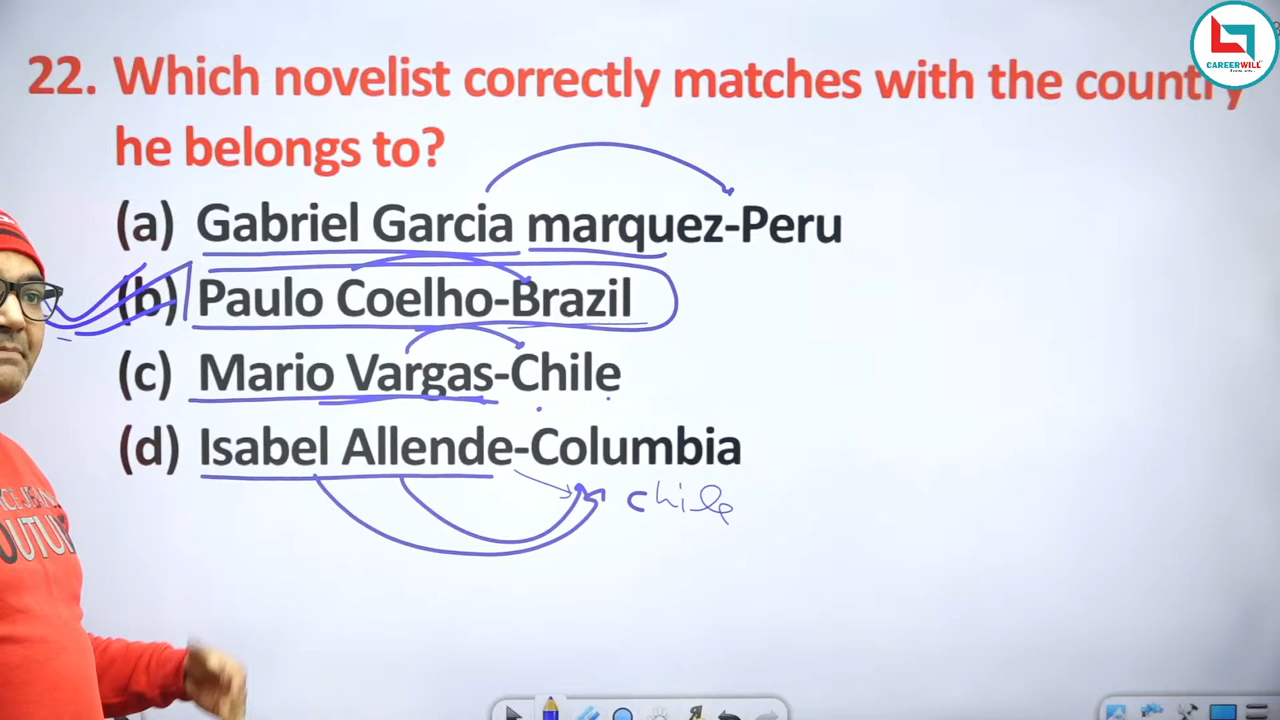 CAREERWILL
22. Which novelist correctly matches with the country
he belongs to?
(a) Gabriel Garcia marquez-Peru
(b) Paulo Coelho-Brazil
(c) Mario Vargas-Chile
(d) Isabel Allende-Columbia
chile